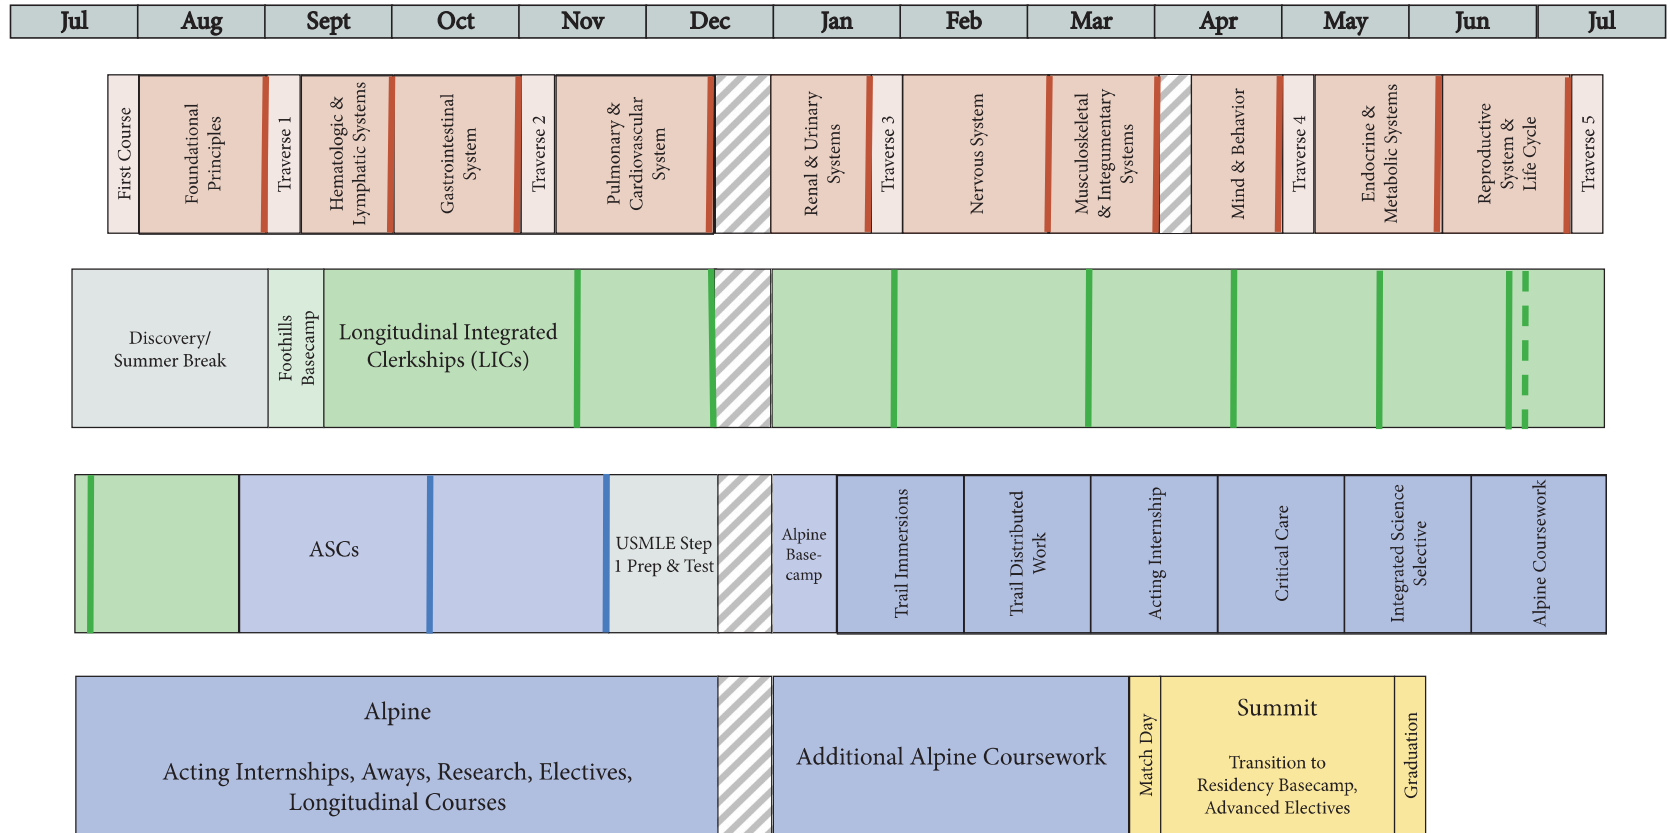 Jul Aug Sept Oct Nov Dec Jan Feb Mar Apr May Jun Jul
First Course
Foundational
Principles
Traverse 1
Hematologic &
Lymphatic Systems
Gastrointestinal
System
Traverse 2
Pulmonary &
Cardiovascular
System
Renal & Urinary
Systems
Traverse 3
Nervous System
Musculoskeletal
& Integumentary
Systems
Mind & Behavior
Traverse 4
Endocrine &
Metabolic Systems
Reproductive
System &
Life Cycle
Traverse 5
Discovery/
Summer Break
Foothills
Basecamp
Longitudinal Integrated
Clerkships (LICs)
ASCs
USMLE Step
1 Prep & Test
Alpine
Base-
camp
Trail Immersions
Trail Distributed
Work
Acting Internship
Critical Care
Integrated Science
Selective
Alpine Coursework
Alpine
Acting Internships, Aways, Research, Electives,
Longitudinal Courses
Additional Alpine Coursework
Match Day
Summit
Transition to
Residency Basecamp,
Advanced Electives
Graduation